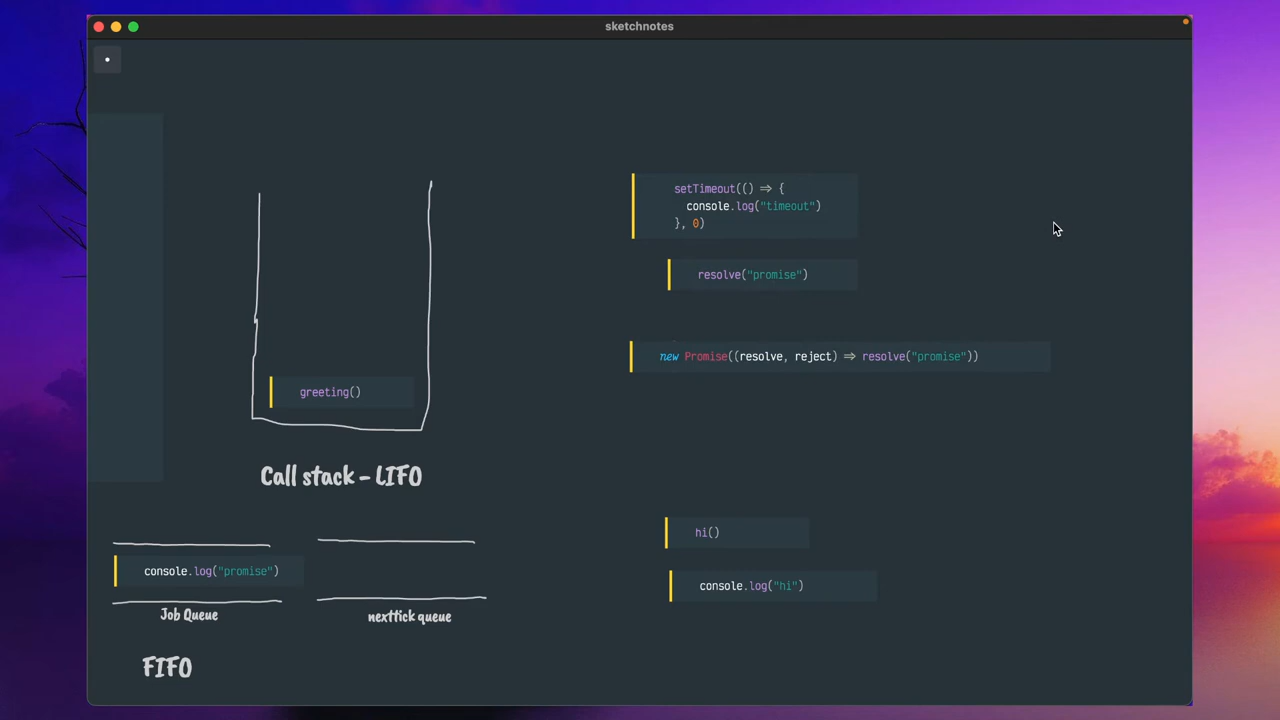 sketchnotes
setTimeout(() => {
console.log("timeout")
}, 0)
resolve("promise")
new Promise((resolve, reject) => resolve("promise"))
greeting()
Call stack - LIFO
hi()
console.log("promise")
console.log("hi")
Job Queue
nexttick queue
FIFO